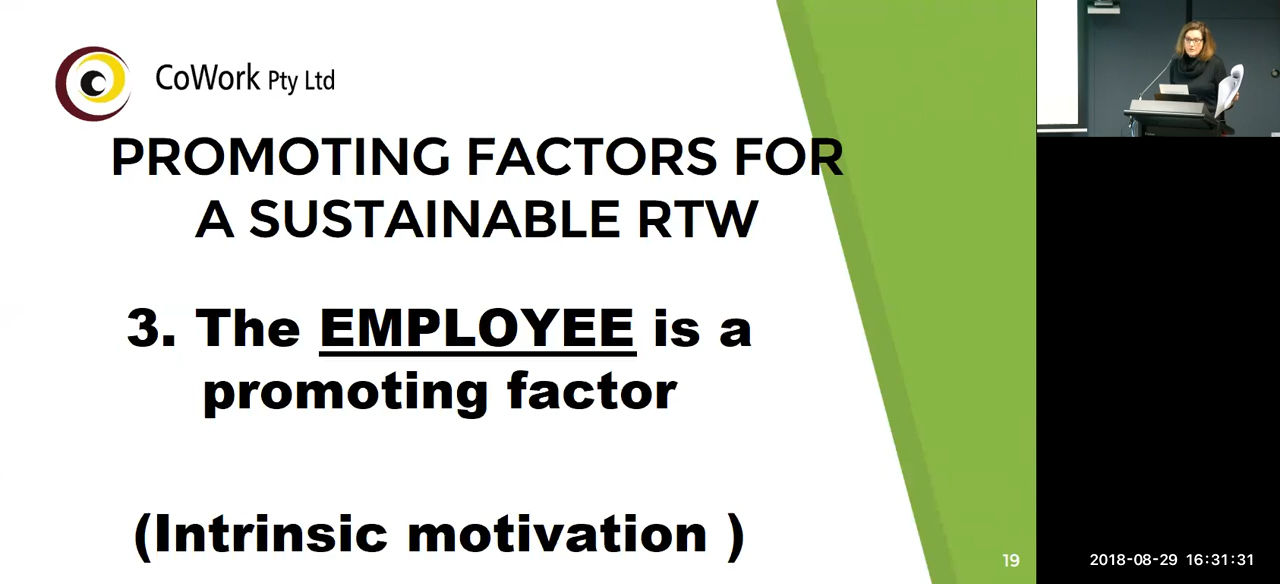 CoWork Pty Ltd
PROMOTING FACTORS FOR
A SUSTAINABLE RTW
3. The EMPLOYEE is a
promoting factor
(Intrinsic motivation )
19
2018-08-29 16:31:31